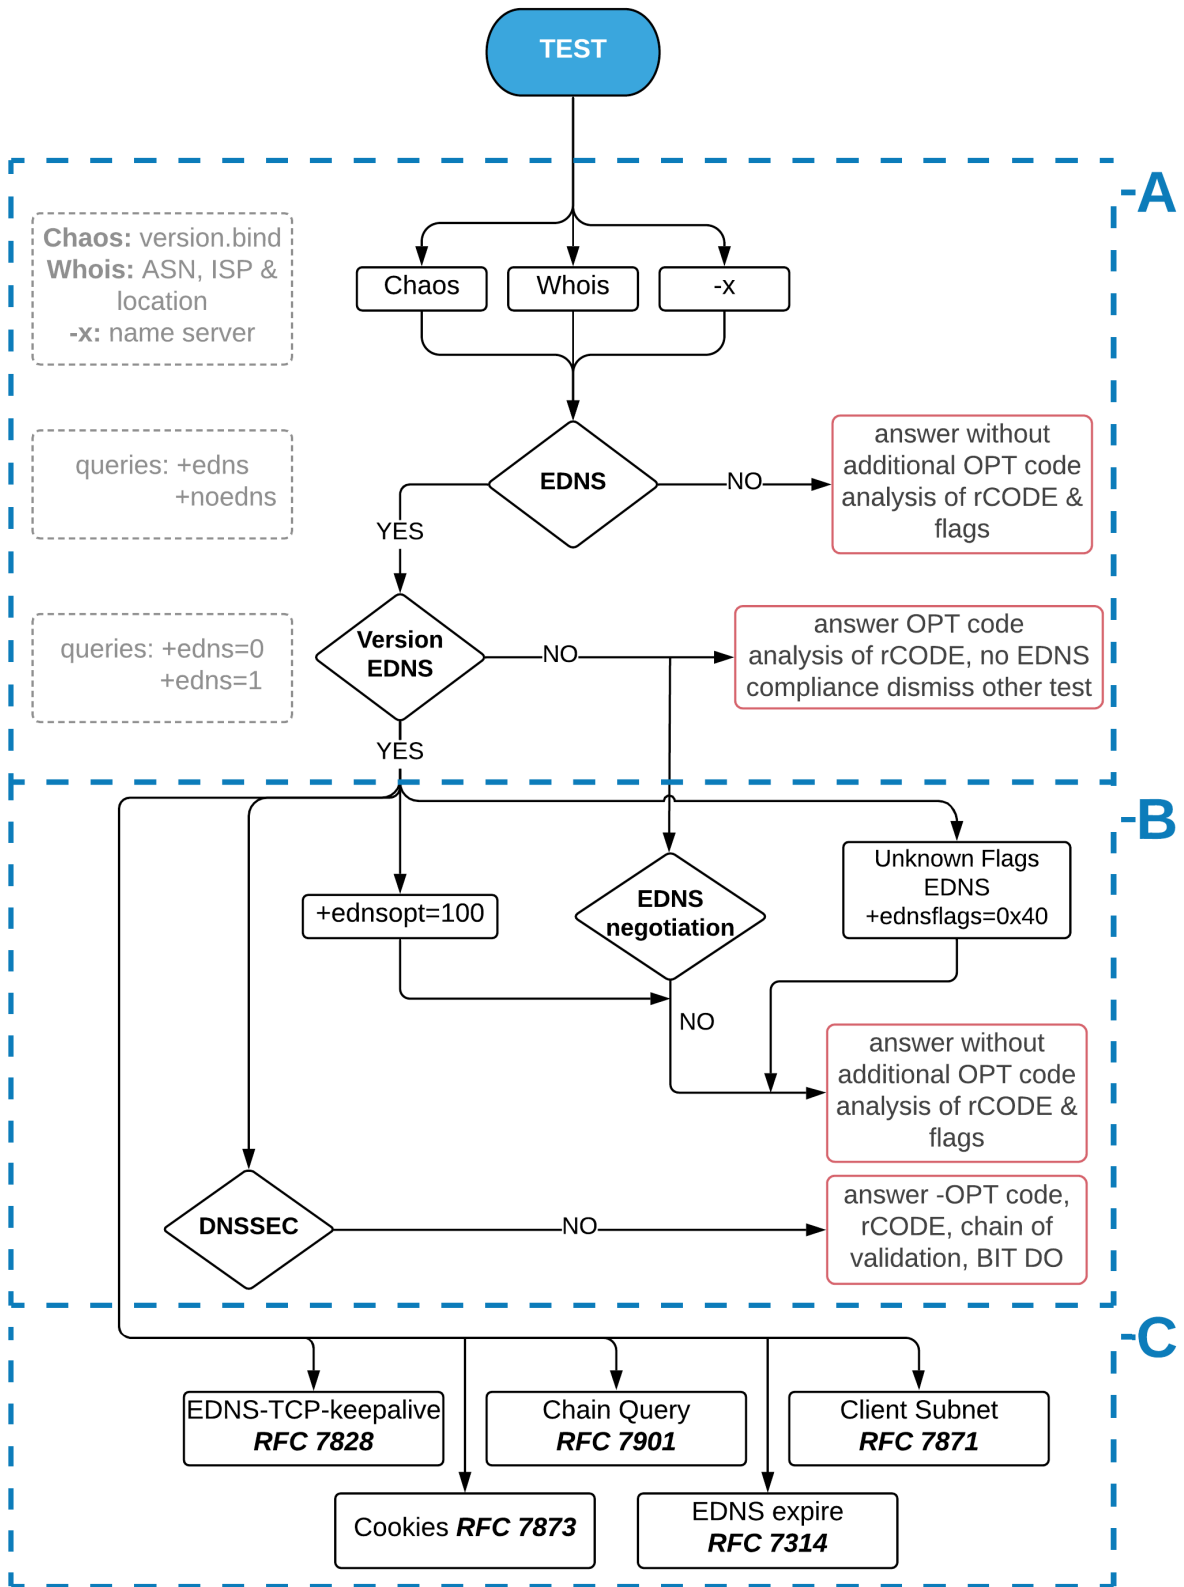 TEST
-A
Chaos: version.bind
Whois: ASN, ISP &
location
-x: name server
Chaos
Whois
-x
queries: +edns
+noedns
EDNS
NO
answer without
additional OPT code
analysis of rCODE &
flags
YES
queries: +edns=0
+edns=1
Version
EDNS
NO
answer OPT code
analysis of rCODE, no EDNS
compliance dismiss other test
YES
-B
+ednsopt=100
EDNS
negotiation
Unknown Flags
EDNS
+ednsflags=0x40
NO
answer without
additional OPT code
analysis of rCODE &
flags
DNSSEC
NO
answer -OPT code,
rCODE, chain of
validation, BIT DO
-C
EDNS-TCP-keepalive
RFC 7828
Chain Query
RFC 7901
Client Subnet
RFC 7871
Cookies RFC 7873
EDNS expire
RFC 7314